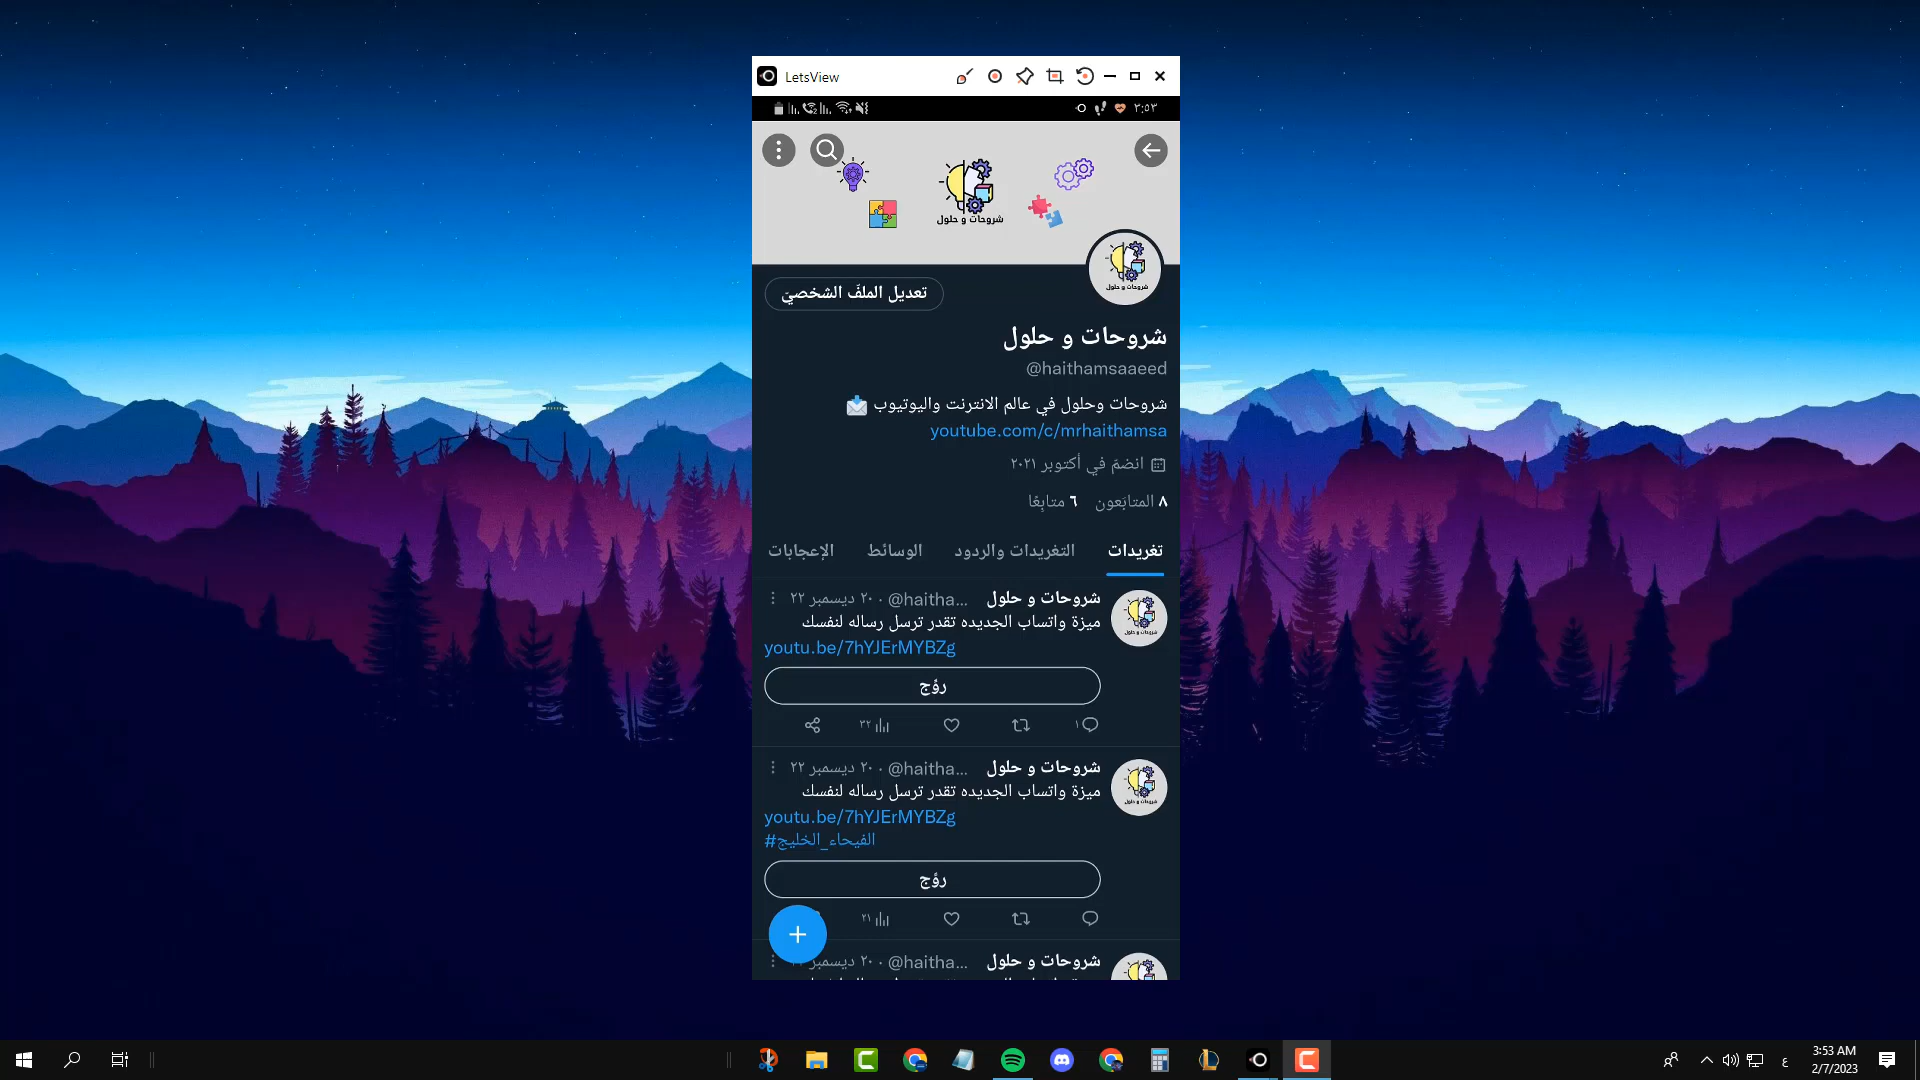 LetsView
٣:٥٣
شروحات و حلول
شروحات و حلول
تعديل الملفّ الشخصيّ
شروحات و حلول
@haithamsaaeed
شروحات وحلول في عالم الانترنت واليوتيوب 📩
youtube.com/c/mrhaithamsa
انضمّ في أكتوبر ٢٠٢١
٨ المتابَعون ٦ متابِعًا
تغريدات التغريدات والردود الوسائط الإعجابات
شروحات و حلول @haitha... · ٢٠ ديسمبر ٢٢
ميزة واتساب الجديده تقدر ترسل رساله لنفسك
youtu.be/7hYJErMYBZg
روّج
١ ٣٢
شروحات و حلول @haitha... · ٢٠ ديسمبر ٢٢
ميزة واتساب الجديده تقدر ترسل رساله لنفسك
youtu.be/7hYJErMYBZg
#الفيحاء_الخليج
روّج
٢١
شروحات و حلول @haitha... · ٢٠ ديسمبر
ع
3:53 AM
2/7/2023